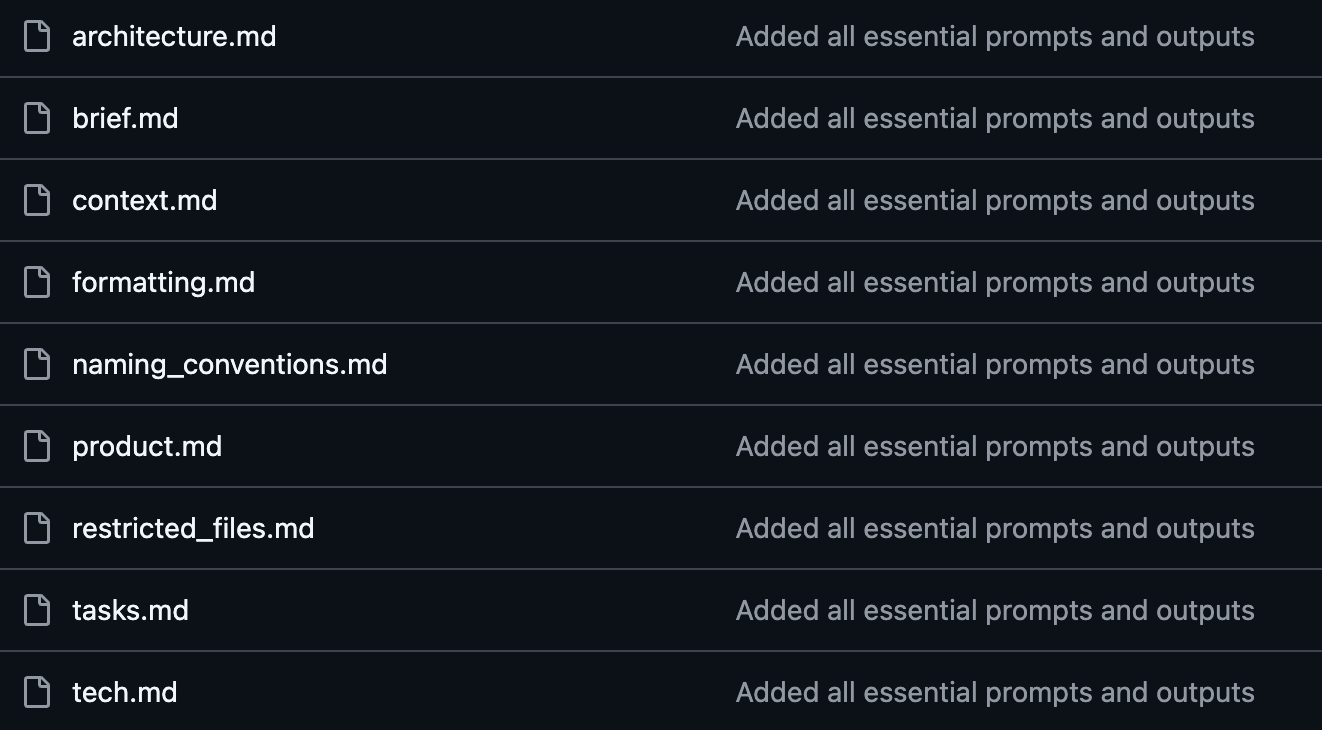 architecture.md Added all essential prompts and outputs
brief.md Added all essential prompts and outputs
context.md Added all essential prompts and outputs
formatting.md Added all essential prompts and outputs
naming_conventions.md Added all essential prompts and outputs
product.md Added all essential prompts and outputs
restricted_files.md Added all essential prompts and outputs
tasks.md Added all essential prompts and outputs
tech.md Added all essential prompts and outputs